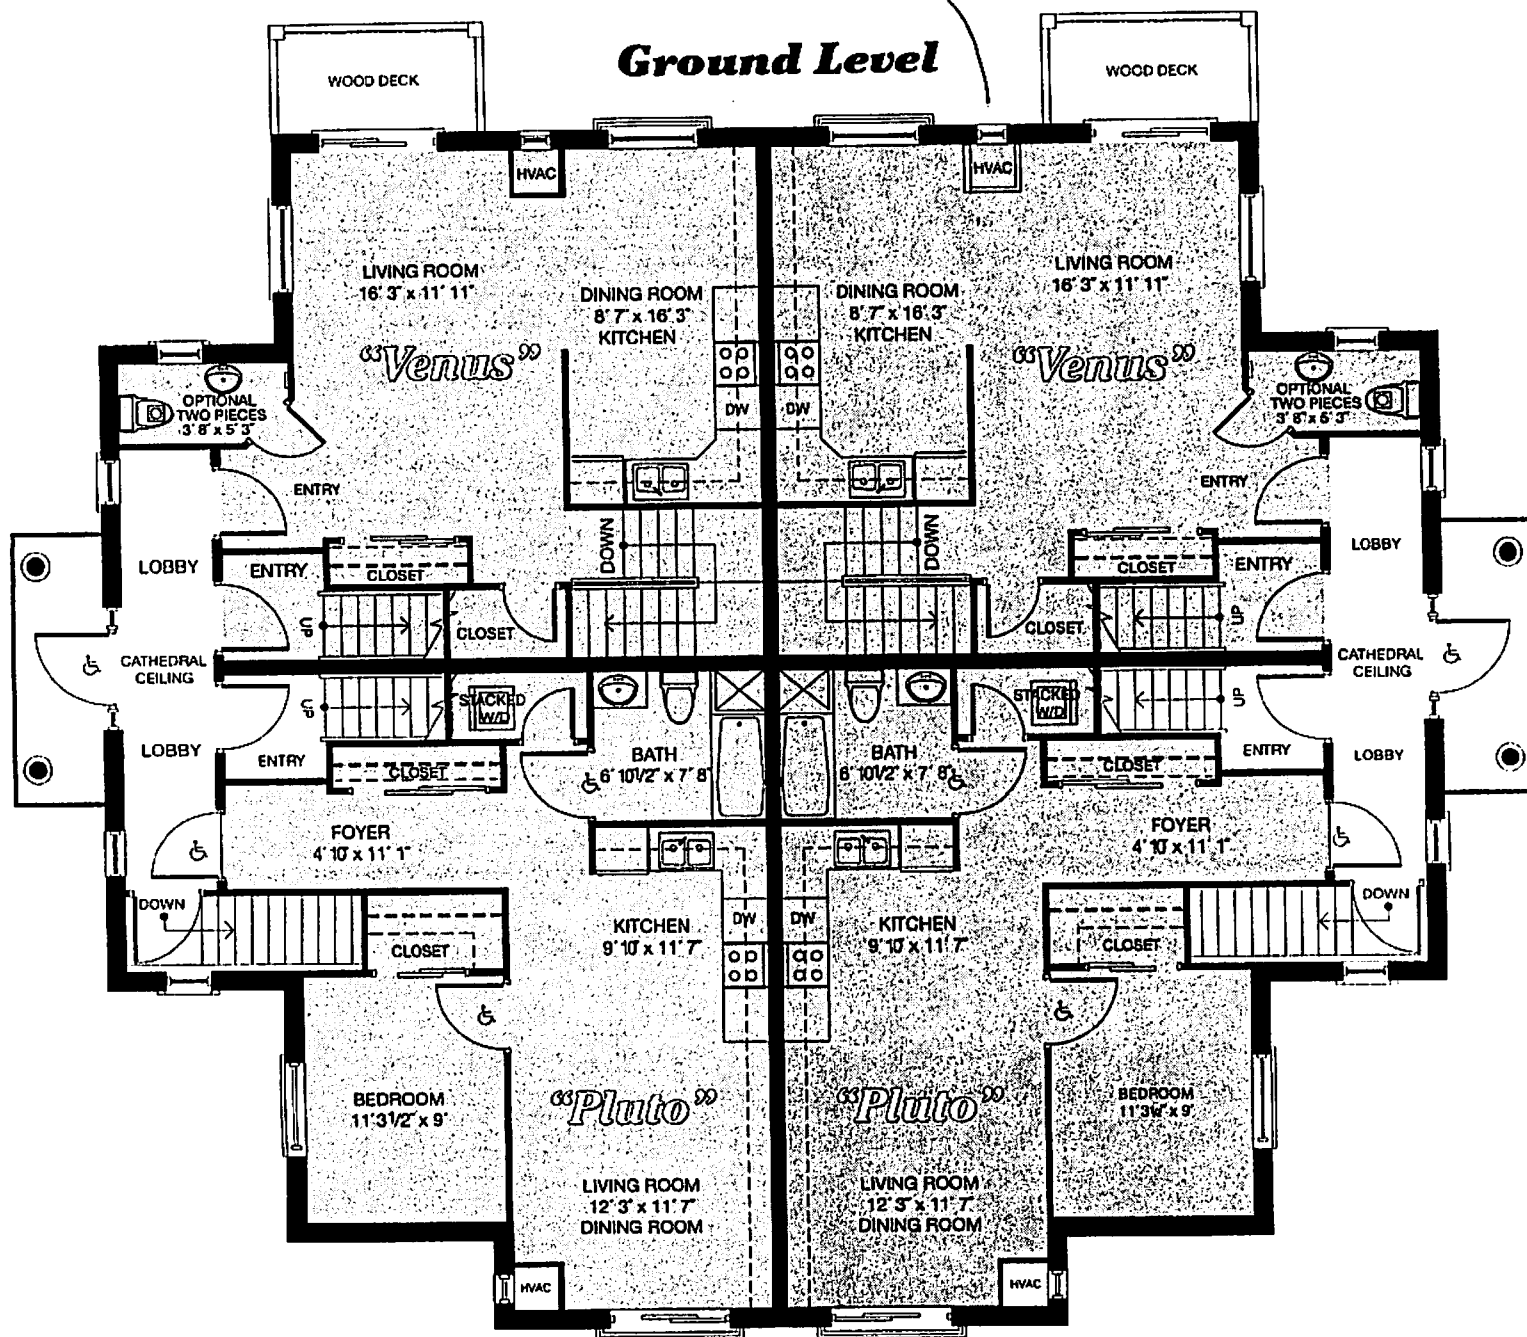 Ground Level
WOOD DECK
WOOD DECK
HVAC
HVAC
LIVING ROOM
16' 3" x 11' 11"
DINING ROOM
8' 7" x 16' 3"
KITCHEN
DINING ROOM
8' 7" x 16' 3"
KITCHEN
LIVING ROOM
16' 3" x 11' 11"
"Venus"
"Venus"
OPTIONAL
TWO PIECES
3' 8" x 5' 3"
DW
DW
OPTIONAL
TWO PIECES
3' 8" x 5' 3"
ENTRY
ENTRY
DOWN
DOWN
LOBBY
ENTRY
CLOSET
CLOSET
ENTRY
LOBBY
UP
CLOSET
CLOSET
UP
CATHEDRAL
CEILING
CATHEDRAL
CEILING
UP
STACKED
W/D
STACKED
W/D
UP
LOBBY
ENTRY
CLOSET
BATH
6' 10 1/2" x 7' 8"
BATH
6' 10 1/2" x 7' 8"
CLOSET
ENTRY
LOBBY
FOYER
4' 10 x 11' 1"
FOYER
4' 10 x 11' 1"
DOWN
CLOSET
KITCHEN
9' 10" x 11' 7"
DW
DW
KITCHEN
9' 10" x 11' 7"
CLOSET
DOWN
BEDROOM
11' 3 1/2" x 9'
"Pluto"
"Pluto"
BEDROOM
11' 3 1/2" x 9'
LIVING ROOM
12' 3" x 11' 7"
DINING ROOM
LIVING ROOM
12' 3" x 11' 7"
DINING ROOM
HVAC
HVAC